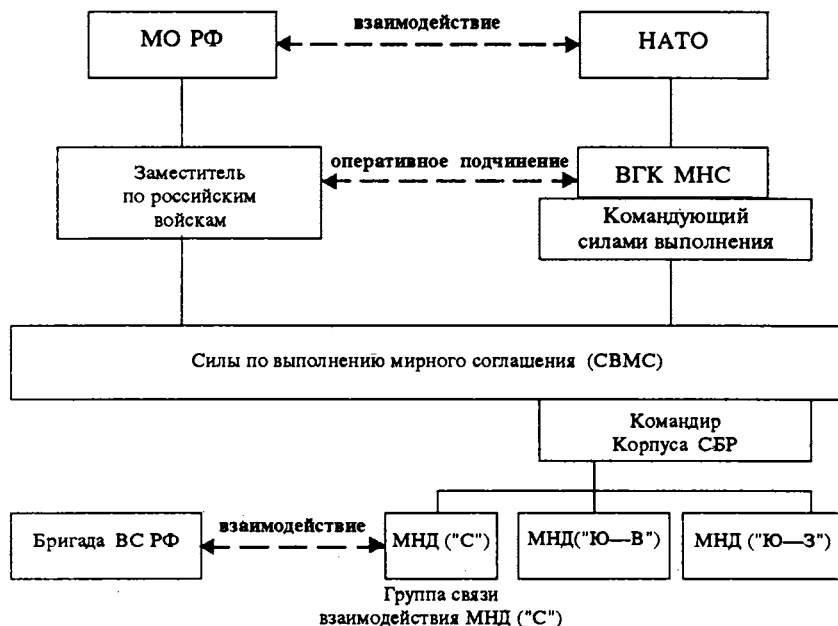 взаимодействие
МО РФ
НАТО
оперативное подчинение
Заместитель
по российским
войскам
ВГК МНС
Командующий
силами выполнения
Силы по выполнению мирного соглашения (СВМС)
Командир
Корпуса СБР
Бригада ВС РФ
взаимодействие
МНД ("С")
МНД("Ю—В")
МНД ("Ю—З")
Группа связи
взаимодействия МНД ("С")